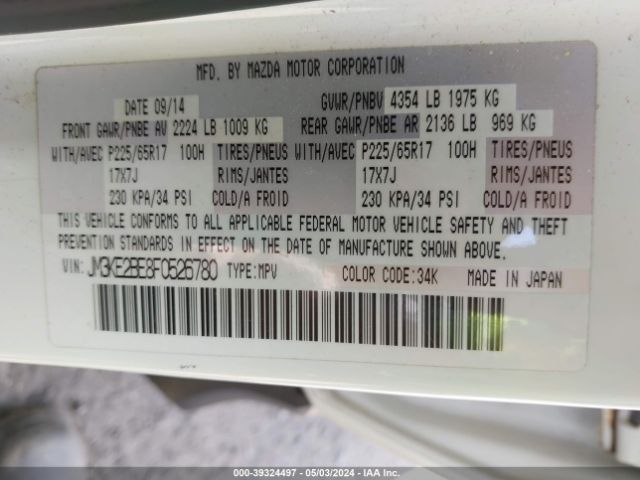 MFD. BY MAZDA MOTOR CORPORATION
DATE 09/14 GVWR/PNBV 4354 LB 1975 KG
FRONT GAWR/PNBE AV 2224 LB 1009 KG REAR GAWR/PNBE AR 2136 LB 969 KG
WITH/AVEC P225/65R17 100H TIRES/PNEUS WITH/AVEC P225/65R17 100H TIRES/PNEUS
17X7J RIMS/JANTES 17X7J RIMS/JANTES
230 KPA/34 PSI COLD/A FROID 230 KPA/34 PSI COLD/A FROID
THIS VEHICLE CONFORMS TO ALL APPLICABLE FEDERAL MOTOR VEHICLE SAFETY AND THEFT
PREVENTION STANDARDS IN EFFECT ON THE DATE OF MANUFACTURE SHOWN ABOVE.
VIN: JM3KE2BE8F0526780 TYPE:MPV COLOR CODE:34K MADE IN JAPAN
000-39324497 - 05/03/2024 - IAA Inc.